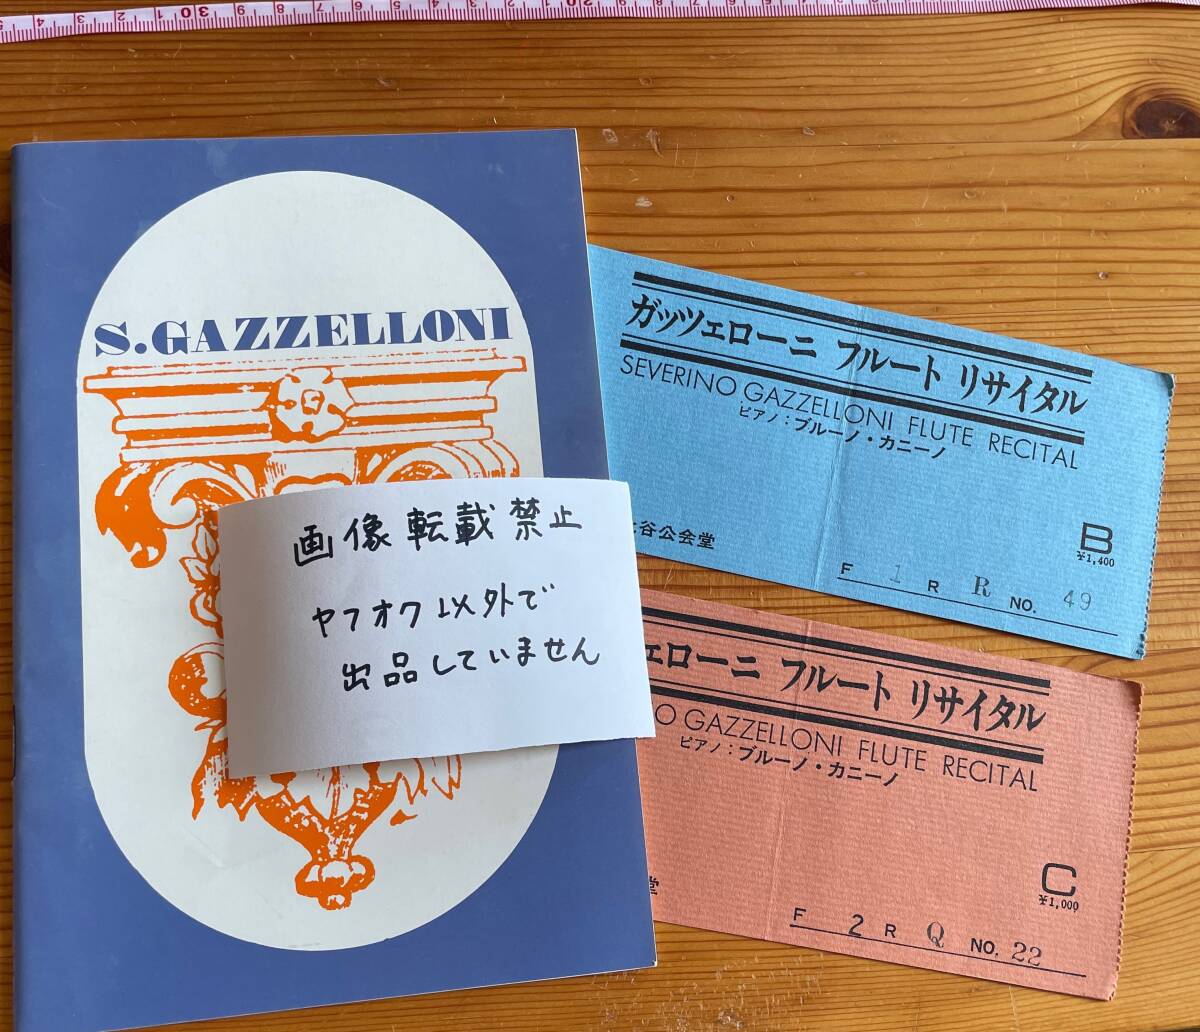 S.GAZZELLONI
画像転載禁止
ヤフオク以外で
出品していません
ガッツェローニ フルート リサイタル
SEVERINO GAZZELLONI FLUTE RECITAL
ピアノ：ブルーノ・カニーノ
谷公会堂
B
¥1,400
F 1 R R NO. 49
ェローニ フルート リサイタル
NO GAZZELLONI FLUTE RECITAL
ピアノ：ブルーノ・カニーノ
堂
C
¥1,000
F 2 R Q NO. 22